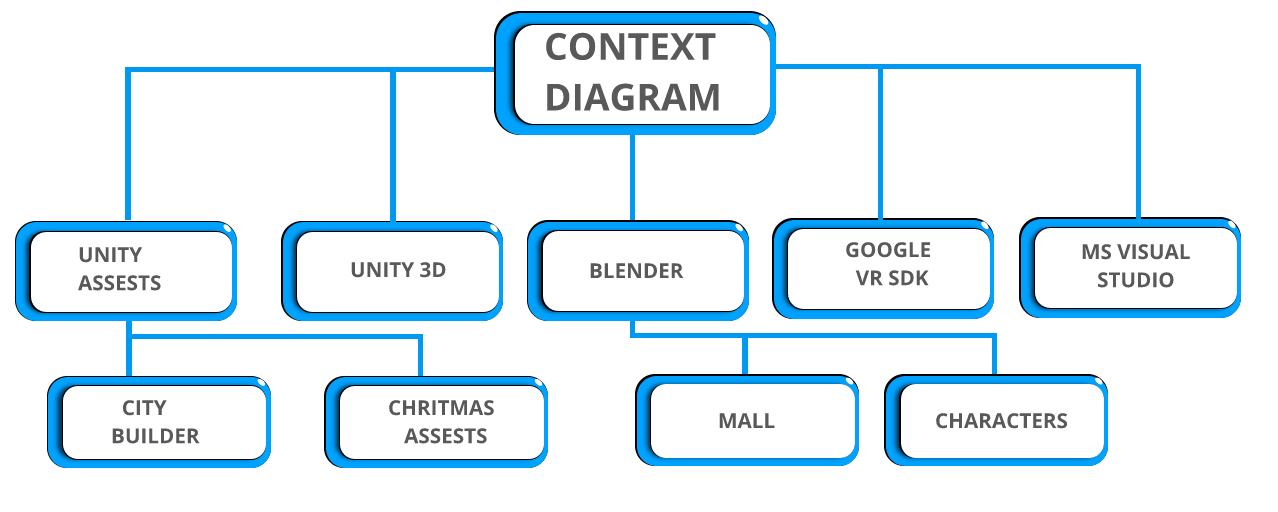 CONTEXT
DIAGRAM
UNITY
ASSESTS
UNITY 3D
BLENDER
GOOGLE
VR SDK
MS VISUAL
STUDIO
CITY
BUILDER
CHRITMAS
ASSESTS
MALL
CHARACTERS